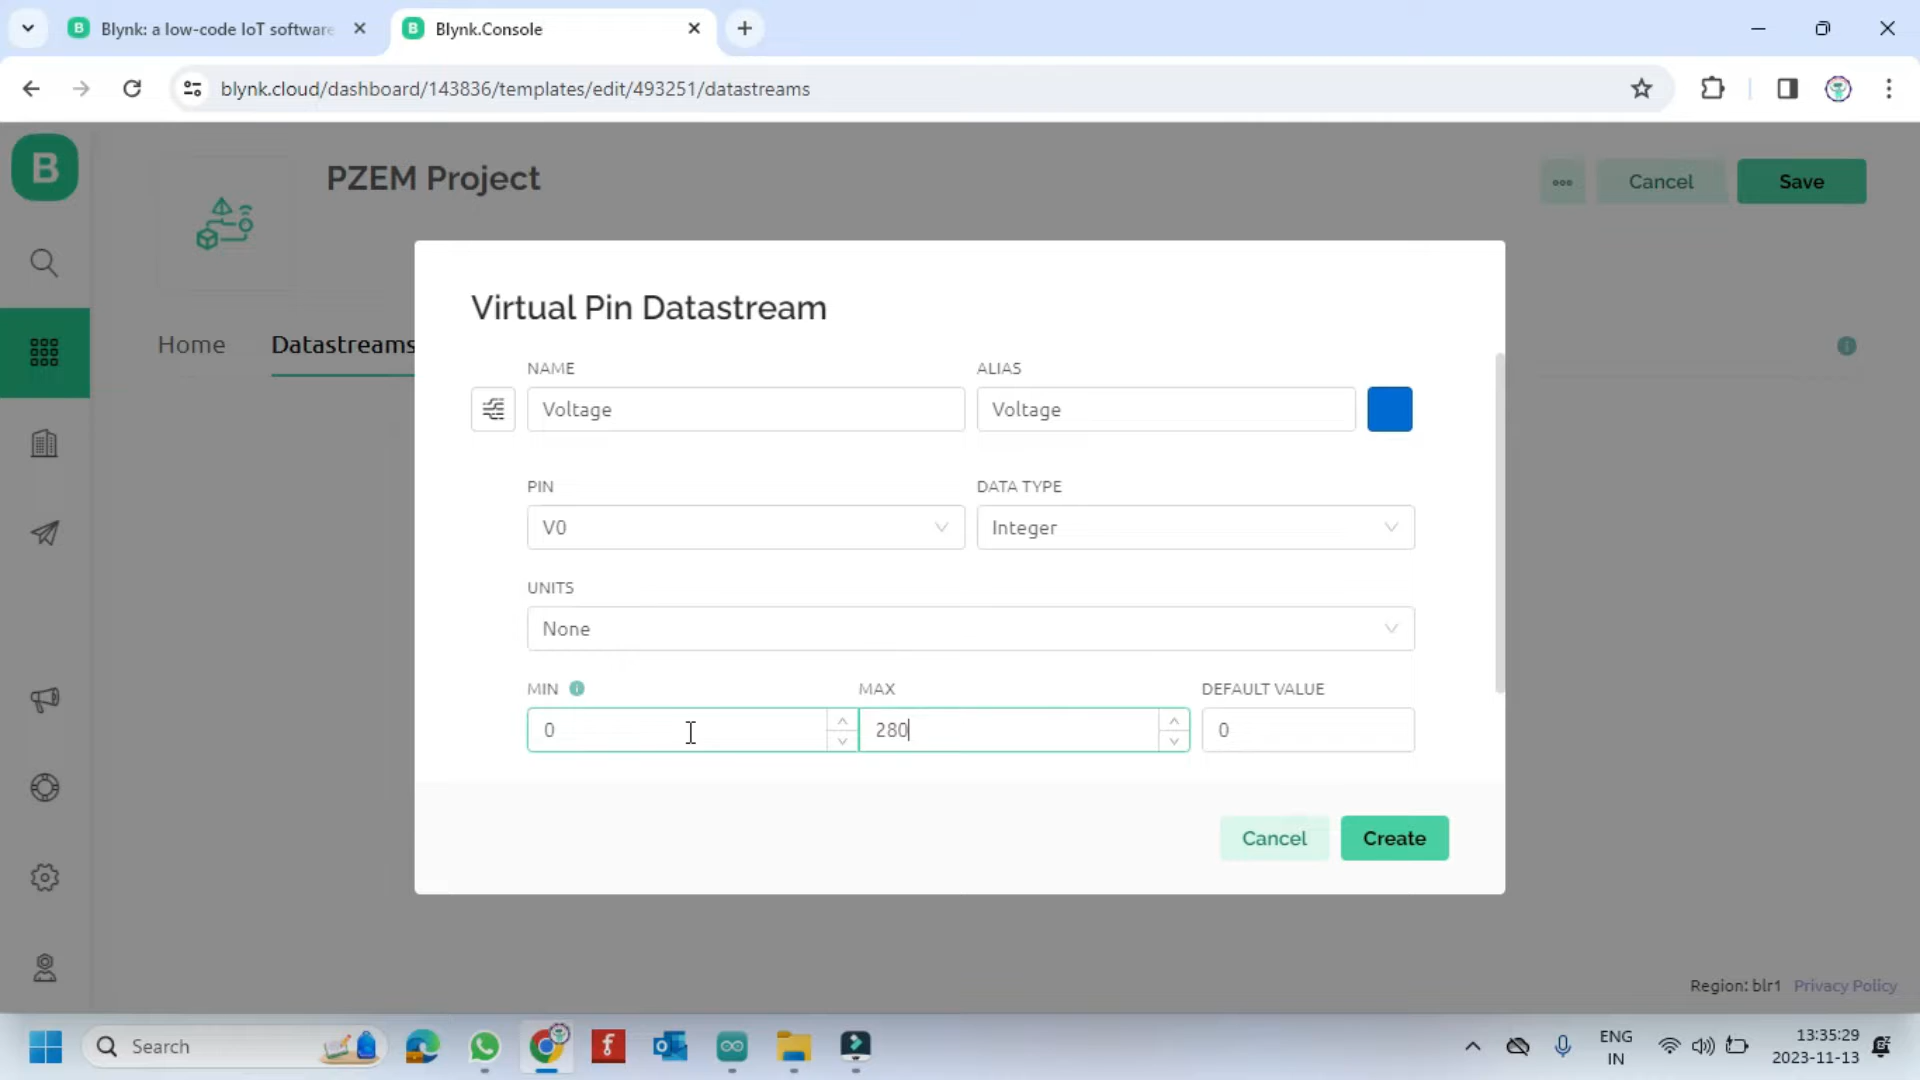 Blynk: a low-code IoT software
Blynk.Console
blynk.cloud/dashboard/143836/templates/edit/493251/datastreams
B
PZEM Project
Cancel
Save
Home
Datastreams
Virtual Pin Datastream
NAME
ALIAS
Voltage
Voltage
PIN
DATA TYPE
V0
Integer
UNITS
None
MIN
MAX
DEFAULT VALUE
0
280
0
Cancel
Create
Region: blr1 Privacy Policy
Search
ENG
IN
13:35:29
2023-11-13